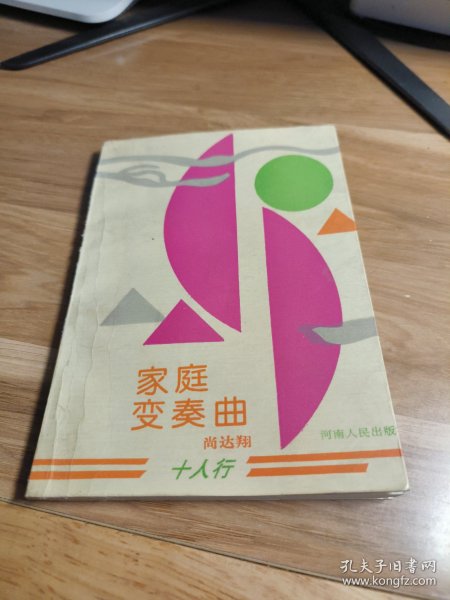 家庭
变奏曲
尚达翔
河南人民出版
十人行
孔夫子旧书网
www.kongfz.com